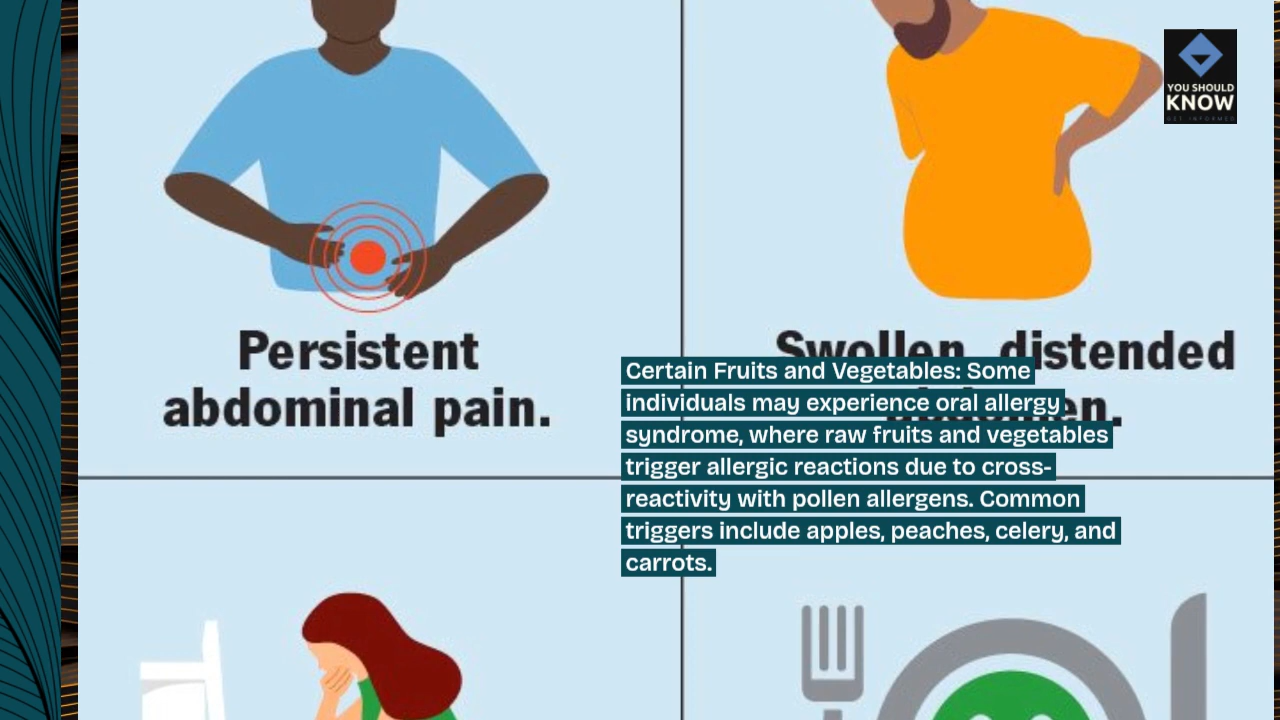 YOU SHOULD
KNOW
GET INFORMED
Persistent
abdominal pain.
Swollen, distended
Certain Fruits and Vegetables: Some
individuals may experience oral allergy
syndrome, where raw fruits and vegetables
trigger allergic reactions due to cross-
reactivity with pollen allergens. Common
triggers include apples, peaches, celery, and
carrots.